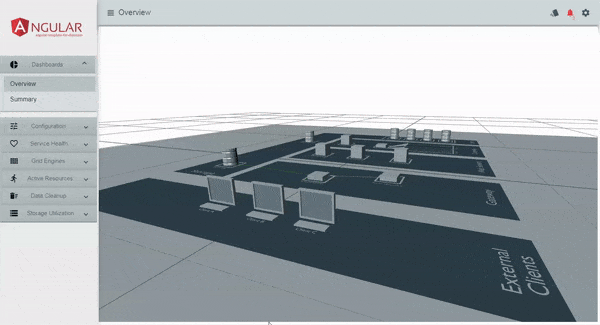 ANGULAR
Overview
Dashboards
Overview
Summary
Configuration
Service Health
Grid Engines
Active Resources
Data Cleanup
Storage Utilization
Gateway
External
Clients